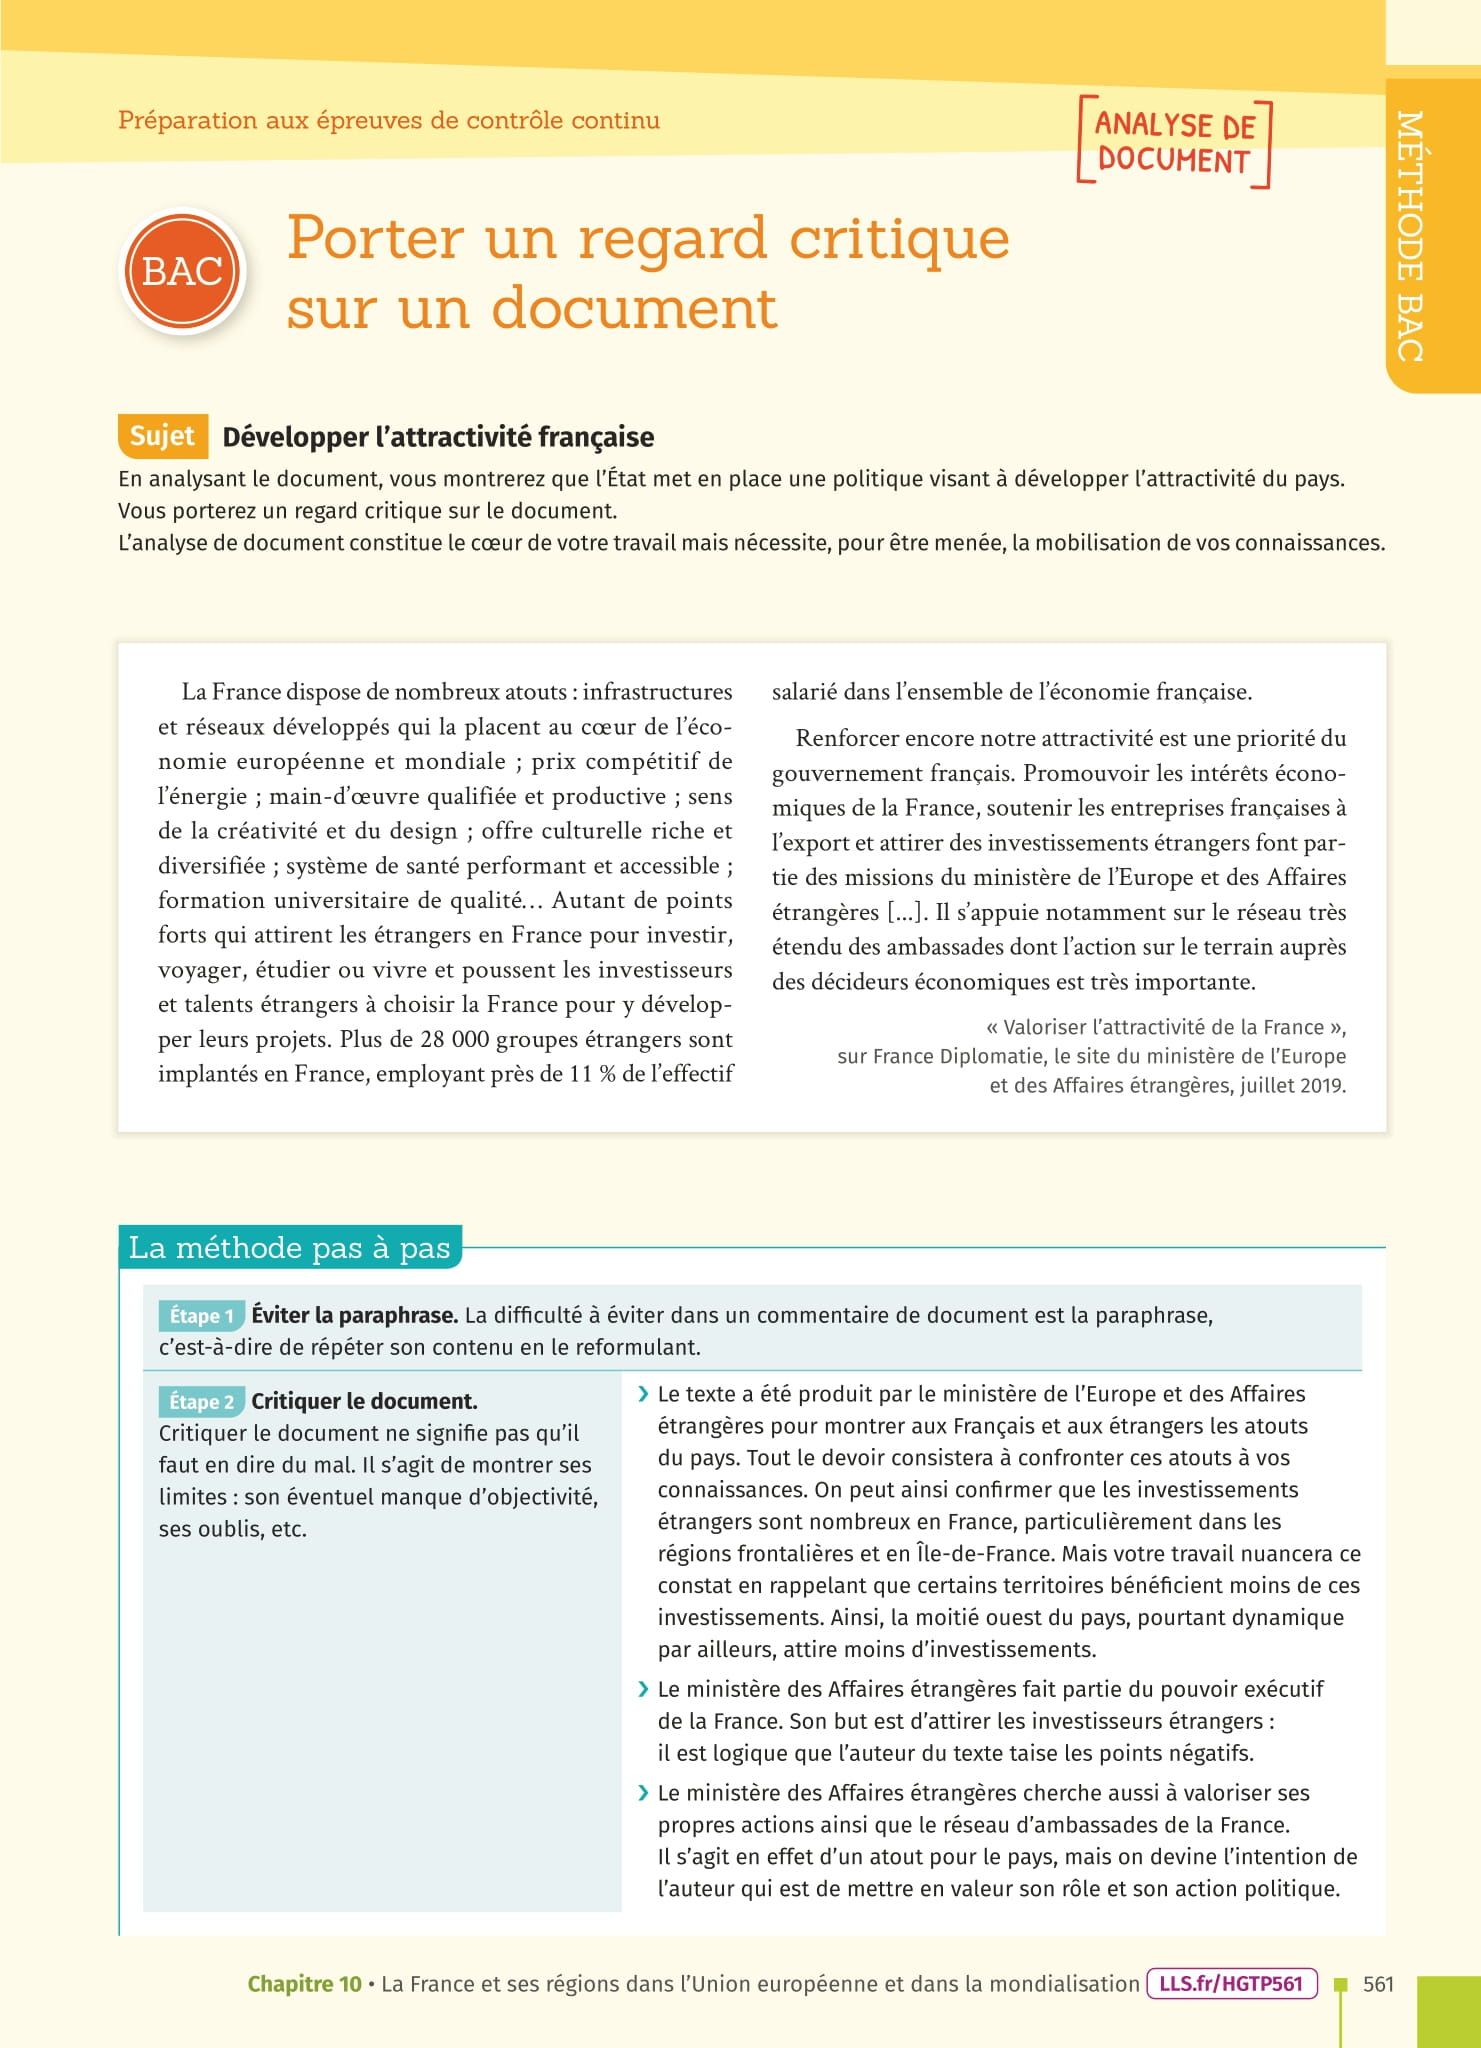 Préparation aux épreuves de contrôle continu
ANALYSE DE
DOCUMENT
MÉTHODE BAC
BAC
Porter un regard critique
sur un document
Sujet Développer l’attractivité française
En analysant le document, vous montrerez que l’État met en place une politique visant à développer l’attractivité du pays.
Vous porterez un regard critique sur le document.
L’analyse de document constitue le cœur de votre travail mais nécessite, pour être menée, la mobilisation de vos connaissances.
La France dispose de nombreux atouts : infrastructures
et réseaux développés qui la placent au cœur de l’éco-
nomie européenne et mondiale ; prix compétitif de
l’énergie ; main-d’œuvre qualifiée et productive ; sens
de la créativité et du design ; offre culturelle riche et
diversifiée ; système de santé performant et accessible ;
formation universitaire de qualité… Autant de points
forts qui attirent les étrangers en France pour investir,
voyager, étudier ou vivre et poussent les investisseurs
et talents étrangers à choisir la France pour y dévelop-
per leurs projets. Plus de 28 000 groupes étrangers sont
implantés en France, employant près de 11 % de l’effectif
salarié dans l’ensemble de l’économie française.
Renforcer encore notre attractivité est une priorité du
gouvernement français. Promouvoir les intérêts écono-
miques de la France, soutenir les entreprises françaises à
l’export et attirer des investissements étrangers font par-
tie des missions du ministère de l’Europe et des Affaires
étrangères [...]. Il s’appuie notamment sur le réseau très
étendu des ambassades dont l’action sur le terrain auprès
des décideurs économiques est très importante.
« Valoriser l’attractivité de la France »,
sur France Diplomatie, le site du ministère de l’Europe
et des Affaires étrangères, juillet 2019.
La méthode pas à pas
Étape 1 Éviter la paraphrase. La difficulté à éviter dans un commentaire de document est la paraphrase,
c’est-à-dire de répéter son contenu en le reformulant.
Étape 2 Critiquer le document.
Critiquer le document ne signifie pas qu’il
faut en dire du mal. Il s’agit de montrer ses
limites : son éventuel manque d’objectivité,
ses oublis, etc.
› Le texte a été produit par le ministère de l’Europe et des Affaires
étrangères pour montrer aux Français et aux étrangers les atouts
du pays. Tout le devoir consistera à confronter ces atouts à vos
connaissances. On peut ainsi confirmer que les investissements
étrangers sont nombreux en France, particulièrement dans les
régions frontalières et en Île-de-France. Mais votre travail nuancera ce
constat en rappelant que certains territoires bénéficient moins de ces
investissements. Ainsi, la moitié ouest du pays, pourtant dynamique
par ailleurs, attire moins d’investissements.
› Le ministère des Affaires étrangères fait partie du pouvoir exécutif
de la France. Son but est d’attirer les investisseurs étrangers :
il est logique que l’auteur du texte taise les points négatifs.
› Le ministère des Affaires étrangères cherche aussi à valoriser ses
propres actions ainsi que le réseau d’ambassades de la France.
Il s’agit en effet d’un atout pour le pays, mais on devine l’intention de
l’auteur qui est de mettre en valeur son rôle et son action politique.
Chapitre 10 • La France et ses régions dans l’Union européenne et dans la mondialisation LLS.fr/HGTP561 561